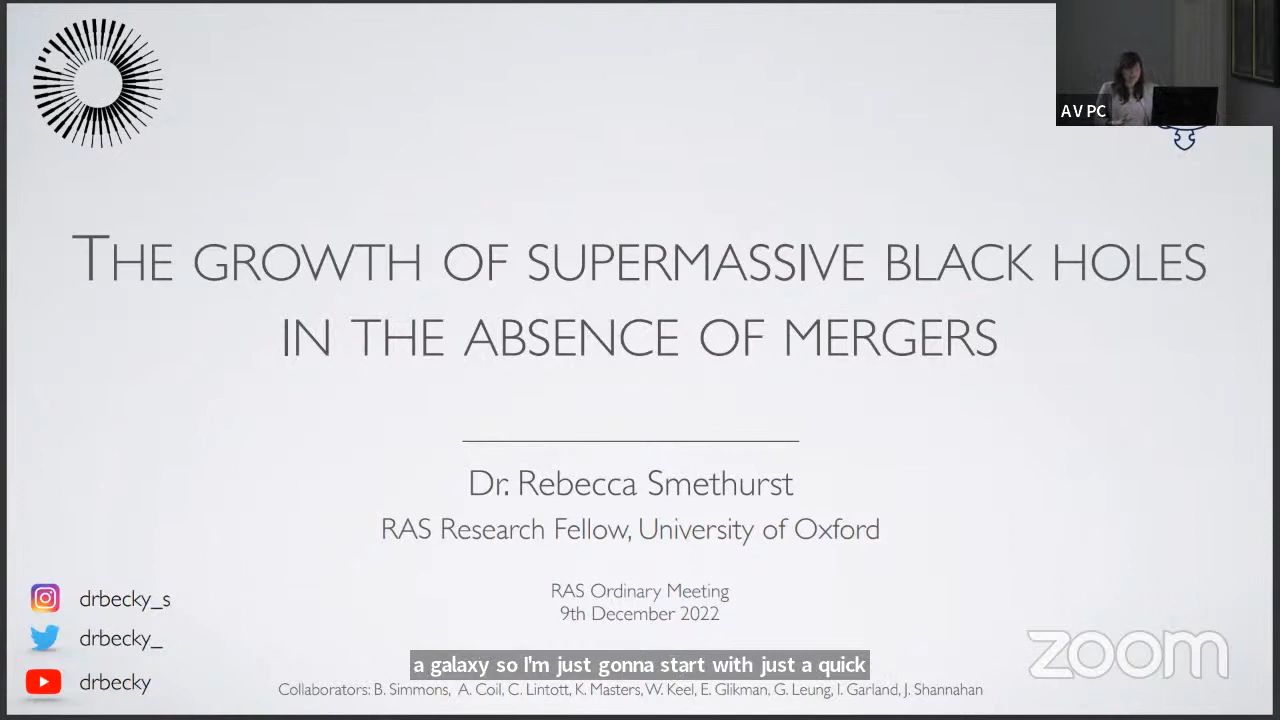 AV PC
THE GROWTH OF SUPERMASSIVE BLACK HOLES
IN THE ABSENCE OF MERGERS
Dr. Rebecca Smethurst
RAS Research Fellow, University of Oxford
RAS Ordinary Meeting
9th December 2022
drbecky_s
drbecky_
drbecky
zoom
a galaxy so I'm just gonna start with just a quick
Collaborators: B. Simmons, A. Coil, C. Lintott, K. Masters, W. Keel, E. Glikman, G. Leung, I. Garland, J. Shannahan